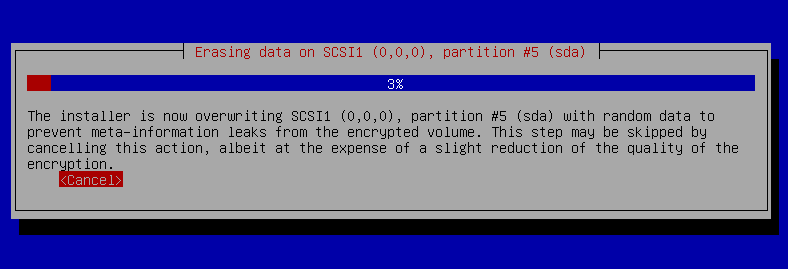 Erasing data on SCSI1 (0,0,0), partition #5 (sda)
3%
The installer is now overwriting SCSI1 (0,0,0), partition #5 (sda) with random data to
prevent meta-information leaks from the encrypted volume. This step may be skipped by
cancelling this action, albeit at the expense of a slight reduction of the quality of the
encryption.
<Cancel>